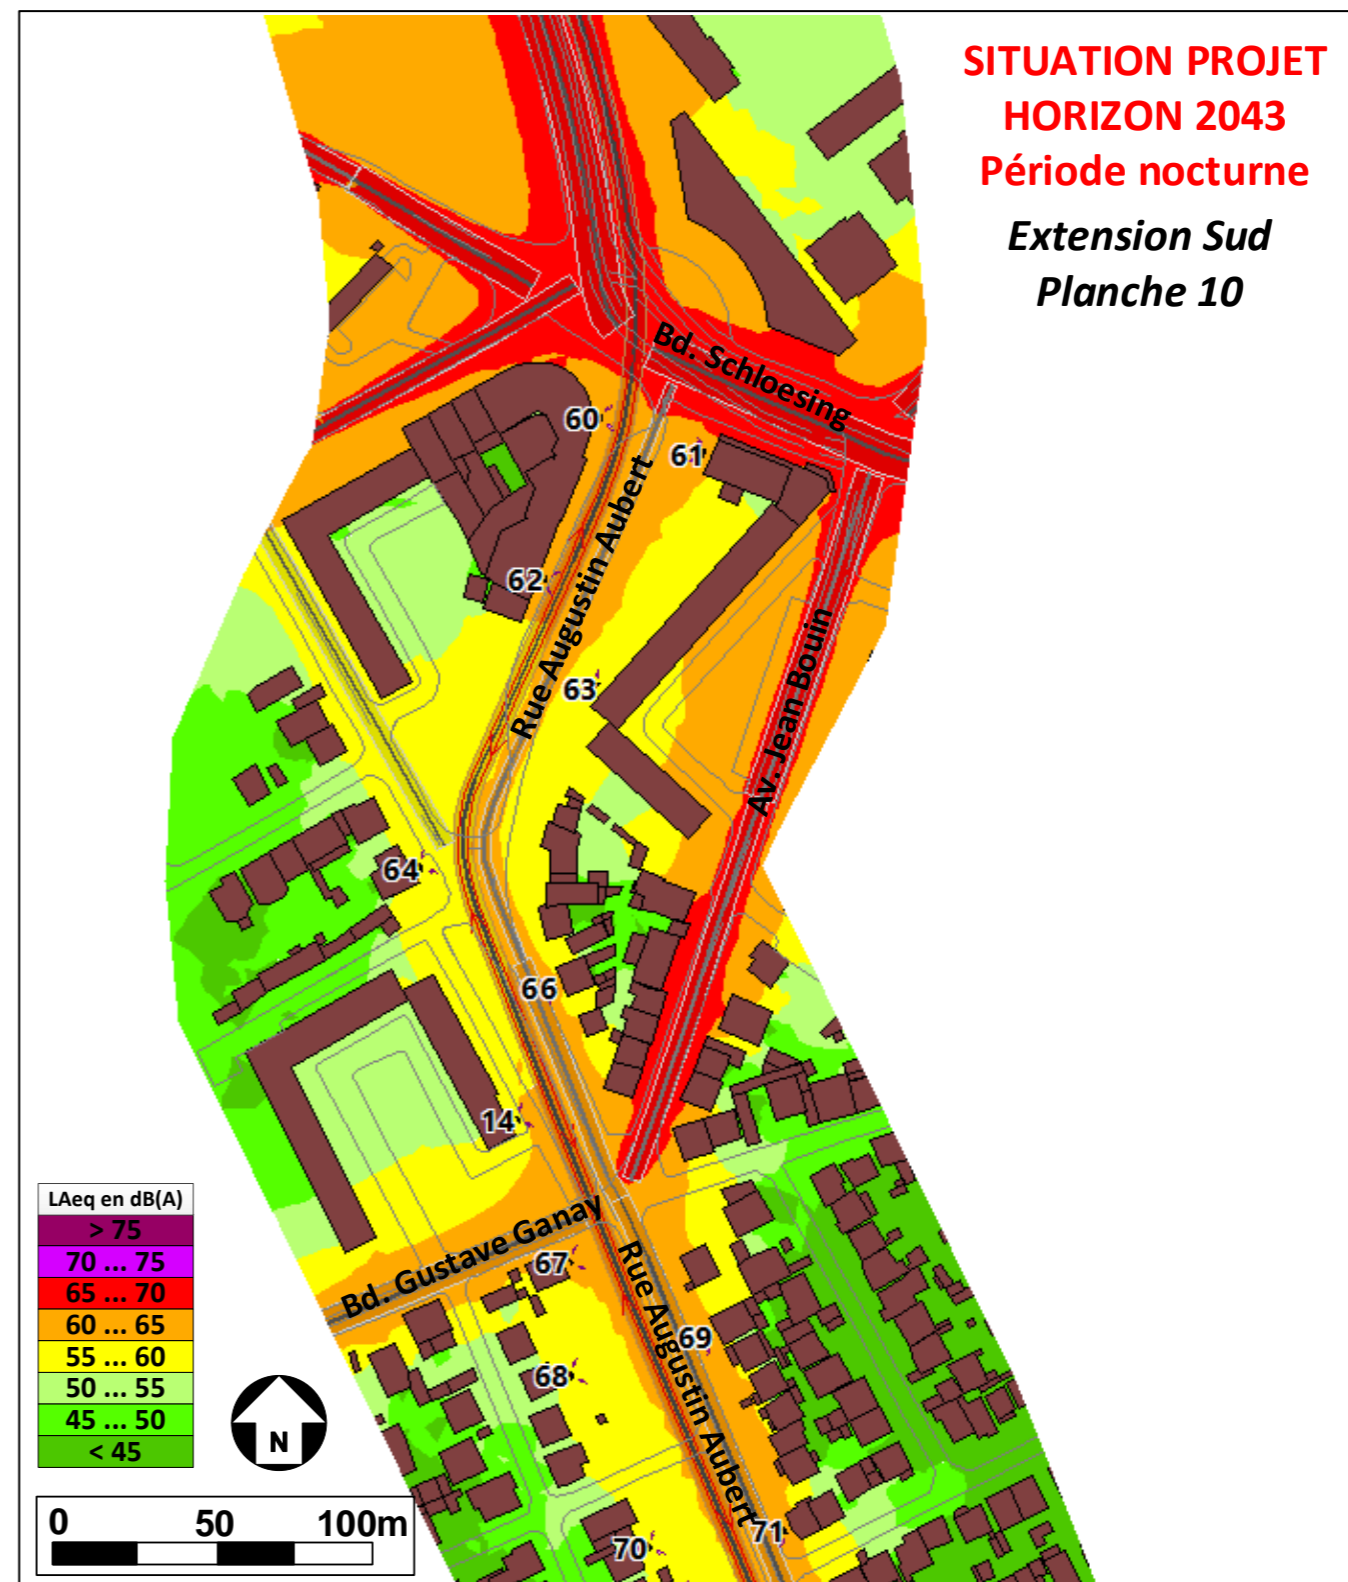 SITUATION PROJET
HORIZON 2043
Période nocturne
Extension Sud
Planche 10
Bd. Schloesing
60
61
Rue Augustin Aubert
62
63
Av. Jean Bouin
64
66
14
Bd. Gustave Ganay
67
Rue Augustin Aubert
69
68
71
70
LAeq en dB(A)
> 75
70 ... 75
65 ... 70
60 ... 65
55 ... 60
50 ... 55
45 ... 50
< 45
N
0 50 100m